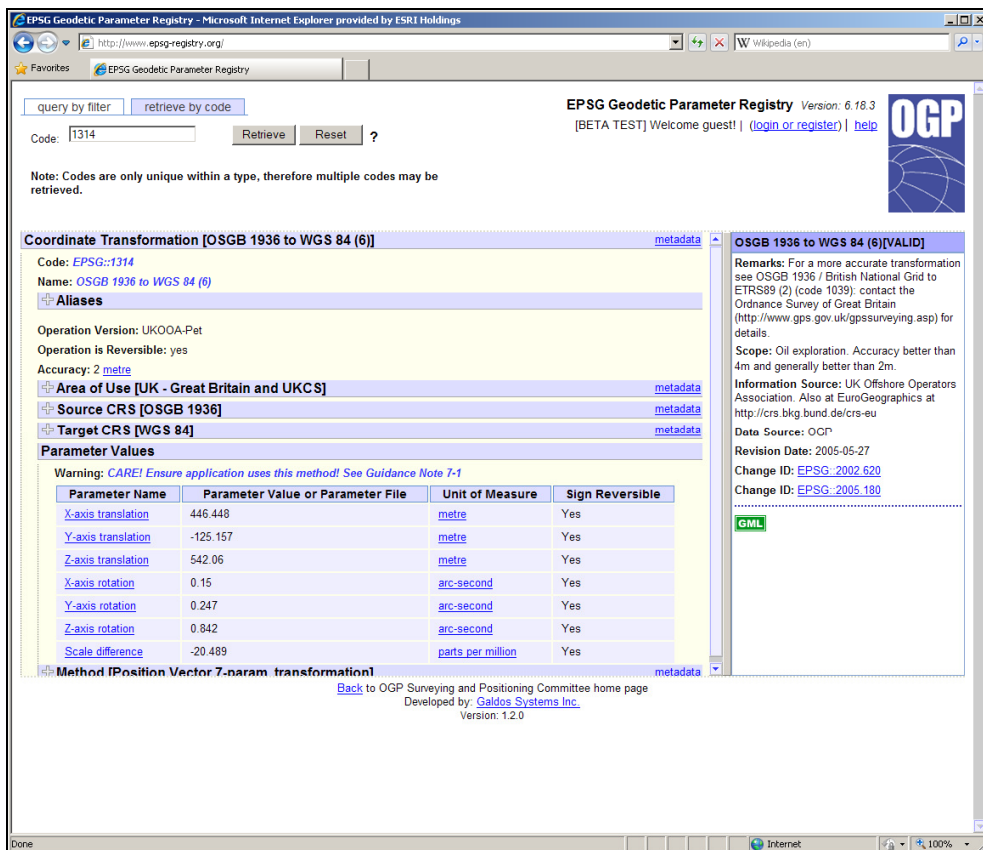 EPSG Geodetic Parameter Registry - Microsoft Internet Explorer provided by ESRI Holdings
http://www.epsg-registry.org/
Wikipedia (en)
Favorites
EPSG Geodetic Parameter Registry
query by filter
retrieve by code
EPSG Geodetic Parameter Registry Version: 6.18.3
[BETA TEST] Welcome guest! | (login or register) | help
OGP
Code: 1314 Retrieve Reset ?
Note: Codes are only unique within a type, therefore multiple codes may be
retrieved.
Coordinate Transformation [OSGB 1936 to WGS 84 (6)] metadata
Code: EPSG::1314
Name: OSGB 1936 to WGS 84 (6)
Aliases
Operation Version: UKOOA-Pet
Operation is Reversible: yes
Accuracy: 2 metre
Area of Use [UK - Great Britain and UKCS] metadata
Source CRS [OSGB 1936] metadata
Target CRS [WGS 84] metadata
Parameter Values
Warning: CARE! Ensure application uses this method! See Guidance Note 7-1
Parameter Name Parameter Value or Parameter File Unit of Measure Sign Reversible
X-axis translation 446.448 metre Yes
Y-axis translation -125.157 metre Yes
Z-axis translation 542.06 metre Yes
X-axis rotation 0.15 arc-second Yes
Y-axis rotation 0.247 arc-second Yes
Z-axis rotation 0.842 arc-second Yes
Scale difference -20.489 parts per million Yes
Method [Position Vector 7-param. transformation] metadata
OSGB 1936 to WGS 84 (6)[VALID]
Remarks: For a more accurate transformation
see OSGB 1936 / British National Grid to
ETRS89 (2) (code 1039): contact the
Ordnance Survey of Great Britain
(http://www.gps.gov.uk/gpssurveying.asp) for
details.
Scope: Oil exploration. Accuracy better than
4m and generally better than 2m.
Information Source: UK Offshore Operators
Association. Also at EuroGeographics at
http://crs.bkg.bund.de/crs-eu
Data Source: OGP
Revision Date: 2005-05-27
Change ID: EPSG::2002.620
Change ID: EPSG::2005.180
GML
Back to OGP Surveying and Positioning Committee home page
Developed by: Galdos Systems Inc.
Version: 1.2.0
Done
Internet
100%